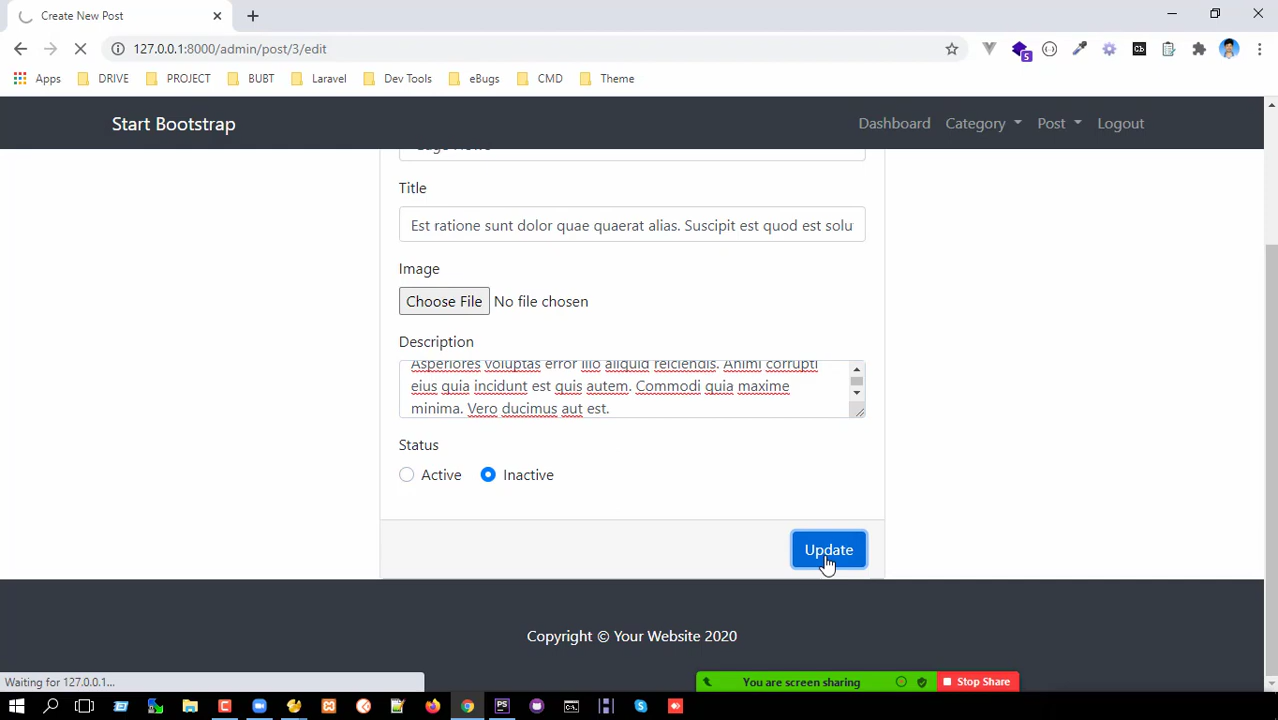 Create New Post
127.0.0.1:8000/admin/post/3/edit
Apps DRIVE PROJECT BUBT Laravel Dev Tools eBugs CMD Theme
Start Bootstrap
Dashboard Category Post Logout
Title
Est ratione sunt dolor quae quaerat alias. Suscipit est quod est solu
Image
Choose File No file chosen
Description
Asperiores voluptas error illo aliquid reiciendis. Animi corrupti
eius quia incidunt est quis autem. Commodi quia maxime
minima. Vero ducimus aut est.
Status
Active Inactive
Update
Copyright © Your Website 2020
Waiting for 127.0.0.1...
You are screen sharing Stop Share